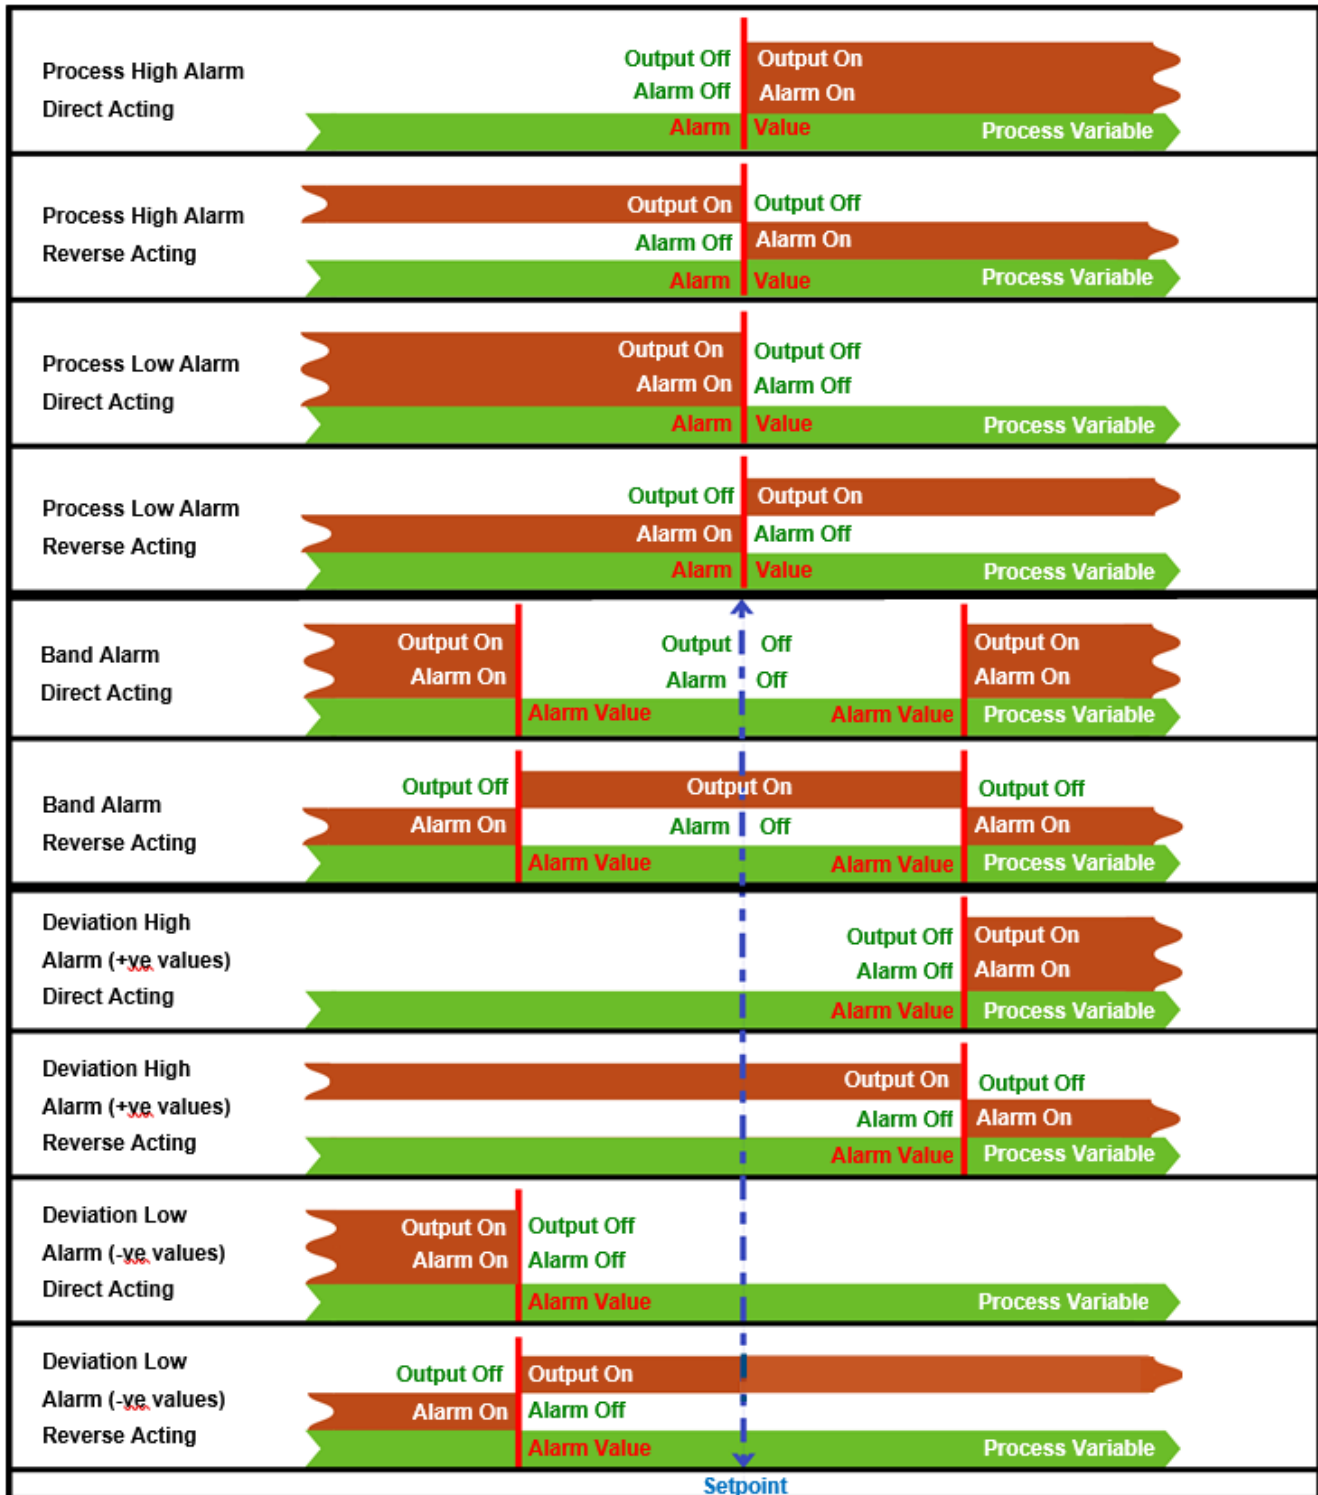 Process High Alarm
Direct Acting
Output Off Output On
Alarm Off Alarm On
Alarm Value Process Variable
Process High Alarm
Reverse Acting
Output On Output Off
Alarm Off Alarm On
Alarm Value Process Variable
Process Low Alarm
Direct Acting
Output On Output Off
Alarm On Alarm Off
Alarm Value Process Variable
Process Low Alarm
Reverse Acting
Output Off Output On
Alarm On Alarm Off
Alarm Value Process Variable
Band Alarm
Direct Acting
Output On Output Off Output On
Alarm On Alarm Off Alarm On
Alarm Value Alarm Value Process Variable
Band Alarm
Reverse Acting
Output Off Output On Output Off
Alarm On Alarm Off Alarm On
Alarm Value Alarm Value Process Variable
Deviation High
Alarm (+ve values)
Direct Acting
Output Off Output On
Alarm Off Alarm On
Alarm Value Process Variable
Deviation High
Alarm (+ve values)
Reverse Acting
Output On Output Off
Alarm Off Alarm On
Alarm Value Process Variable
Deviation Low
Alarm (-ve values)
Direct Acting
Output On Output Off
Alarm On Alarm Off
Alarm Value Process Variable
Deviation Low
Alarm (-ve values)
Reverse Acting
Output Off Output On
Alarm On Alarm Off
Alarm Value Process Variable
Setpoint